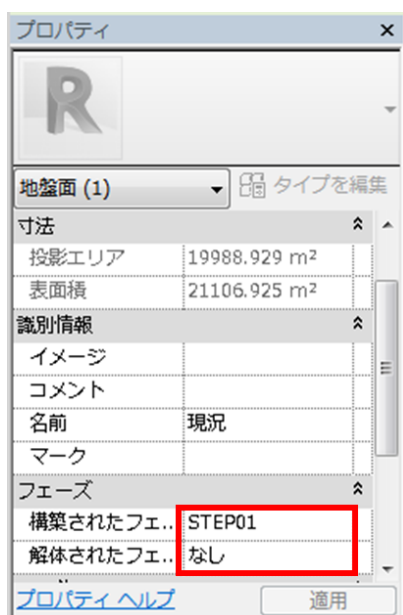 プロパティ
R
地盤面 (1)
タイプを編集
寸法
投影エリア 19988.929 m²
表面積 21106.925 m²
識別情報
イメージ
コメント
名前 現況
マーク
フェーズ
構築されたフェ.. STEP01
解体されたフェ.. なし
プロパティ ヘルプ 適用